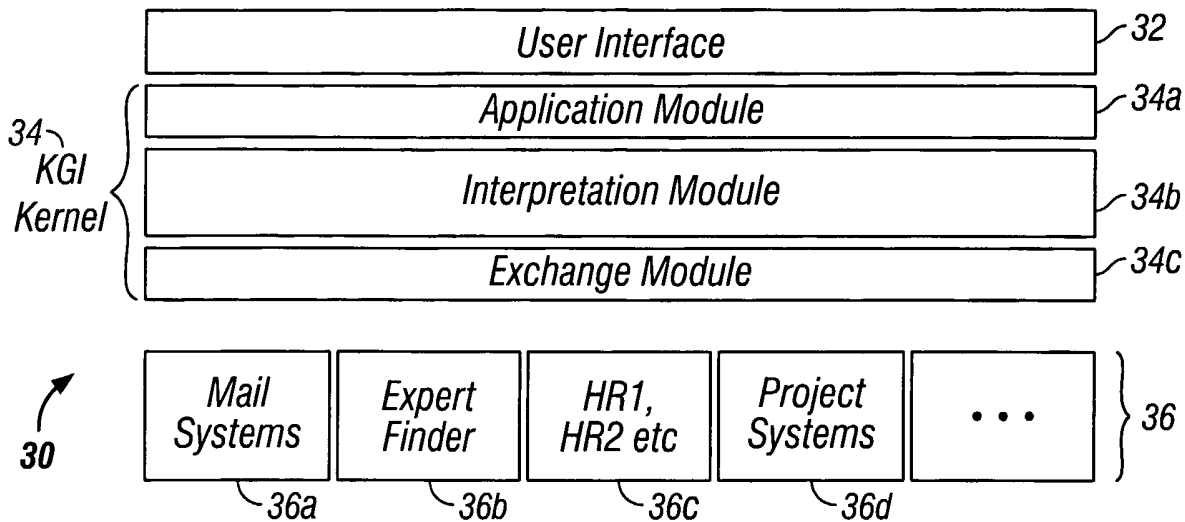 User Interface
32
Application Module
34a
34
KGI
Kernel
Interpretation Module
34b
Exchange Module
34c
Mail
Systems
Expert
Finder
HR1,
HR2 etc
Project
Systems
• • •
36
30
36a
36b
36c
36d